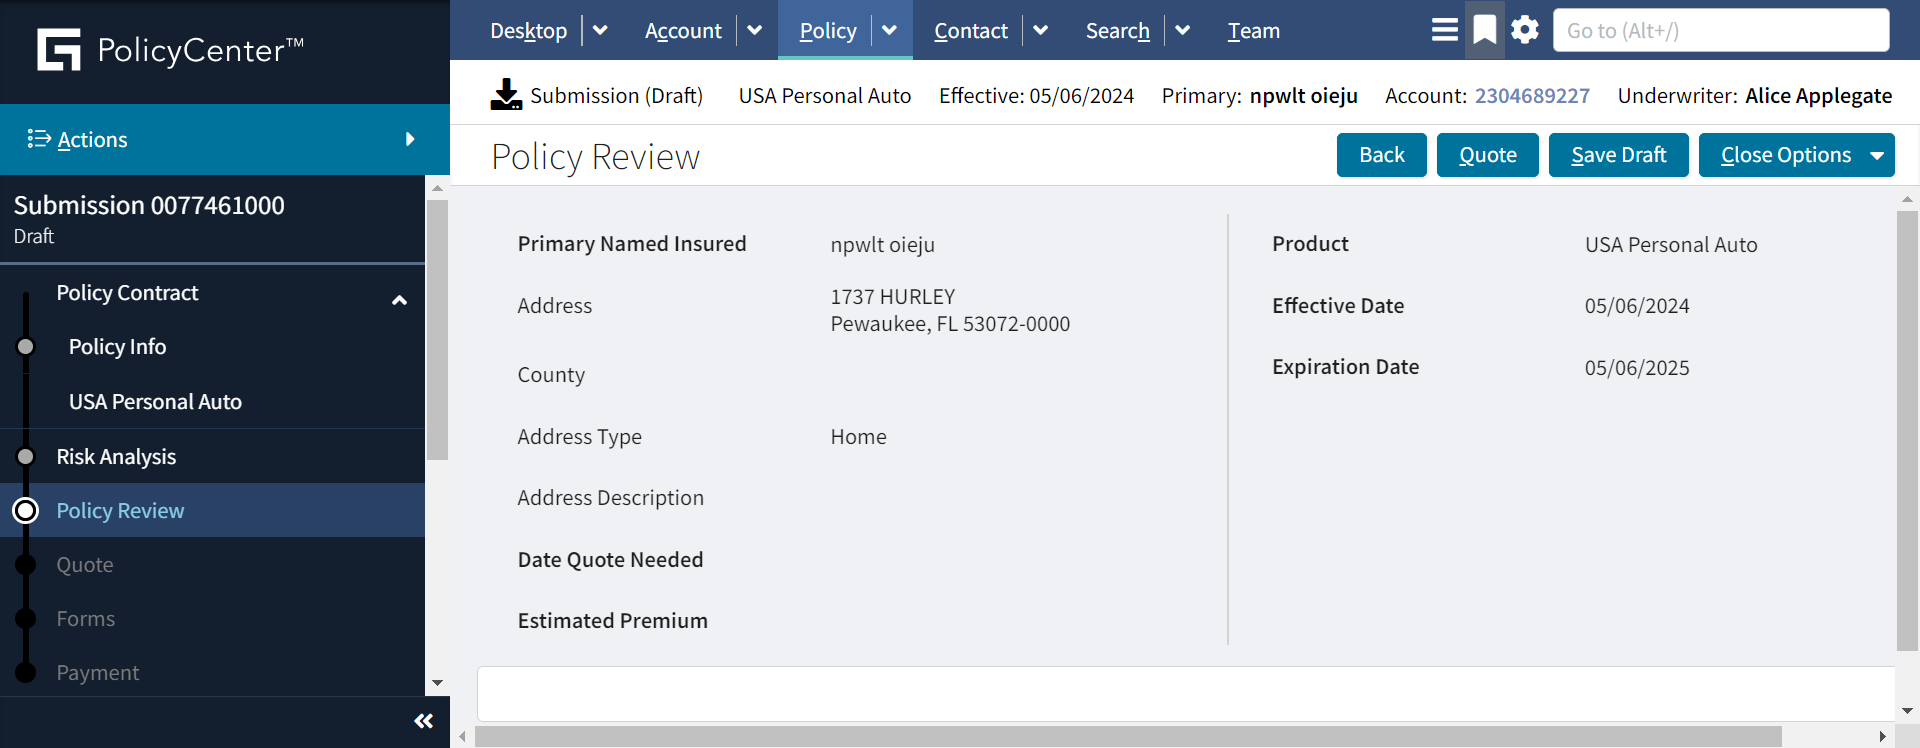 PolicyCenter™
Desktop
Account
Policy
Contact
Search
Team
Go to (Alt+/)
Submission (Draft) USA Personal Auto Effective: 05/06/2024 Primary: npwlt oieju Account: 2304689227 Underwriter: Alice Applegate
Actions
Submission 0077461000
Draft
Policy Contract
Policy Info
USA Personal Auto
Risk Analysis
Policy Review
Quote
Forms
Payment
Policy Review
Back
Quote
Save Draft
Close Options
Primary Named Insured npwlt oieju
Address 1737 HURLEY
Pewaukee, FL 53072-0000
County
Address Type Home
Address Description
Date Quote Needed
Estimated Premium
Product USA Personal Auto
Effective Date 05/06/2024
Expiration Date 05/06/2025